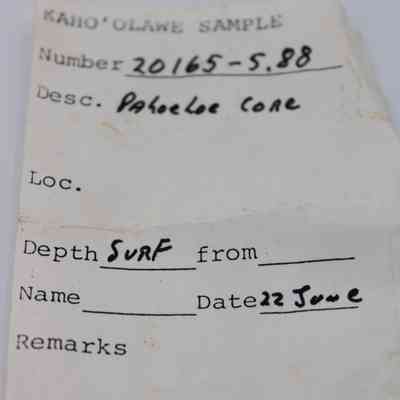 KAHO'OLAWE SAMPLE
Number 20165-5.88
Desc. Pahoehoe Core
Loc.
Depth SURF from
Name Date 22 June
Remarks